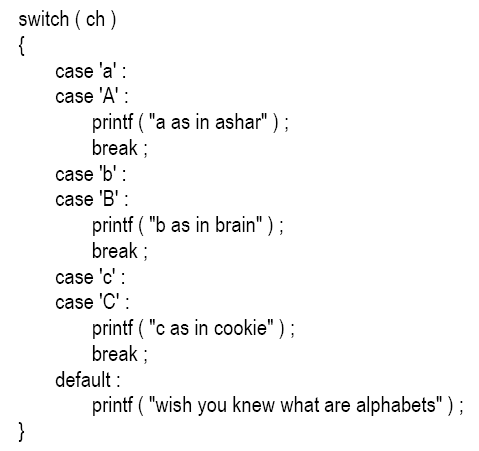 switch ( ch )
{
case 'a' :
case 'A' :
printf ( "a as in ashar" ) ;
break ;
case 'b' :
case 'B' :
printf ( "b as in brain" ) ;
break ;
case 'c' :
case 'C' :
printf ( "c as in cookie" ) ;
break ;
default :
printf ( "wish you knew what are alphabets" ) ;
}